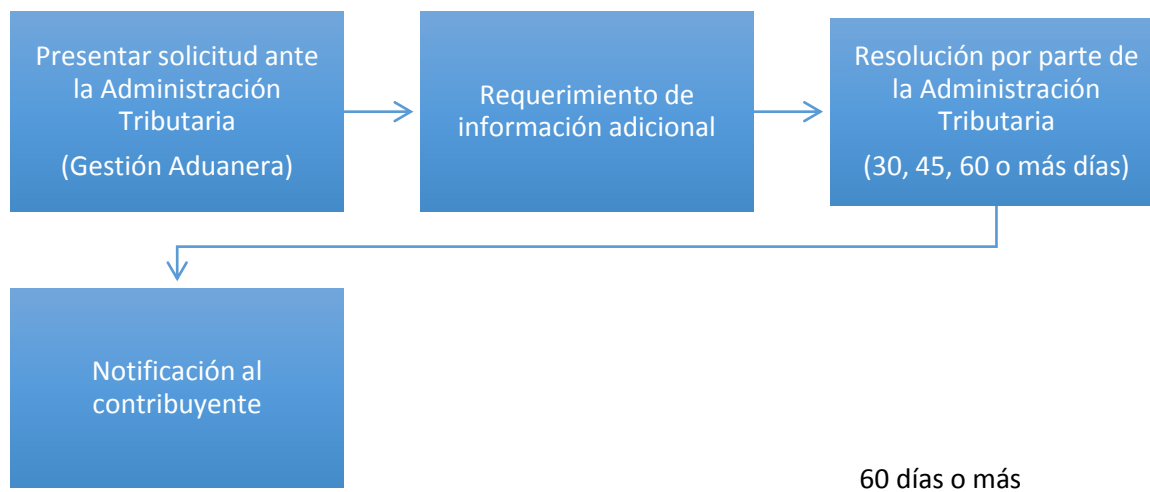 Presentar solicitud ante
la Administración
Tributaria
(Gestión Aduanera)
Requerimiento de
información adicional
Resolución por parte de
la Administración
Tributaria
(30, 45, 60 o más días)
Notificación al
contribuyente
60 días o más